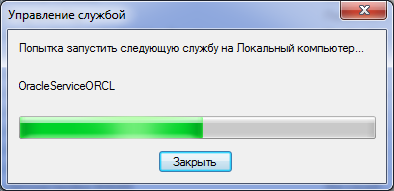 Управление службой
Попытка запустить следующую службу на Локальный компьютер...
OracleServiceORCL
Закрыть